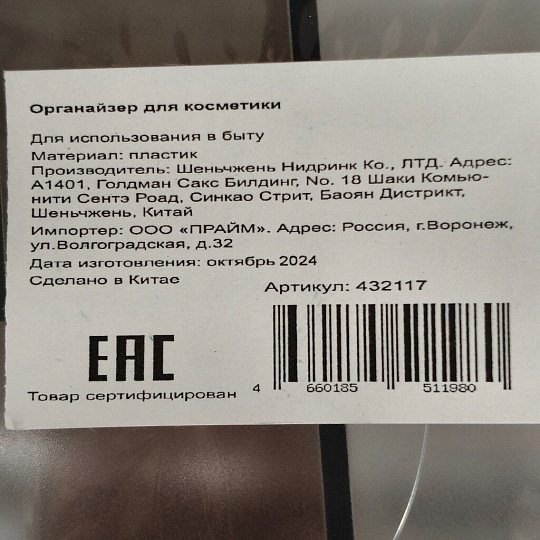 Органайзер для косметики
Для использования в быту
Материал: пластик
Производитель: Шеньчжень Нидринк Ко., ЛТД. Адрес:
А1401, Голдман Сакс Билдинг, No. 18 Шаки Комью-
нити Сентэ Роад, Синкао Стрит, Баоян Дистрикт,
Шеньчжень, Китай
Импортер: ООО «ПРАЙМ». Адрес: Россия, г.Воронеж,
ул.Волгоградская, д.32
Дата изготовления: октябрь 2024
Сделано в Китае
Артикул: 432117
EAC
Товар сертифицирован
4 660185 511980